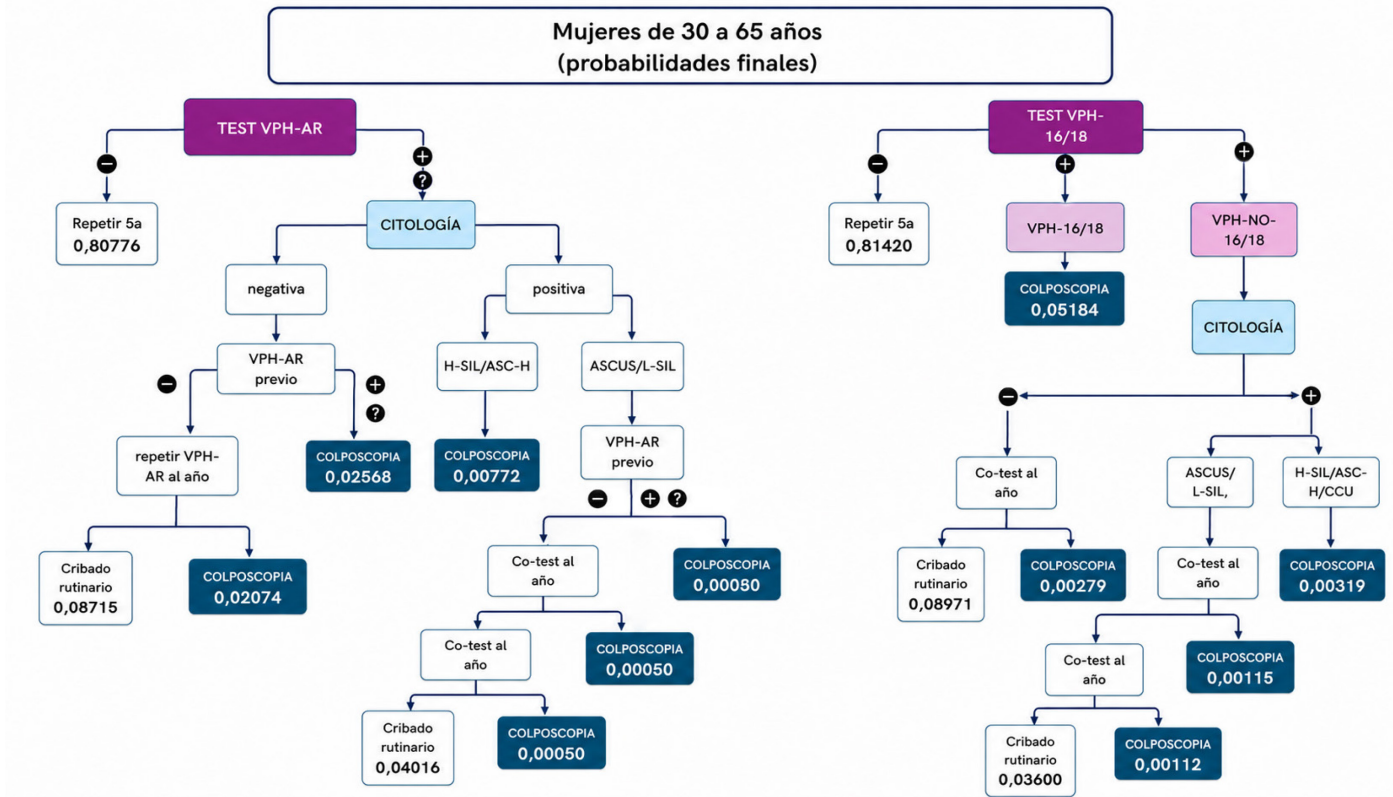 Mujeres de 30 a 65 años
(probabilidades finales)
TEST VPH-AR
−
+
?
Repetir 5a
0,80776
CITOLOGÍA
negativa
positiva
VPH-AR
previo
−
+
?
H-SIL/ASC-H
ASCUS/L-SIL
repetir VPH-
AR al año
COLPOSCOPIA
0,02568
COLPOSCOPIA
0,00772
VPH-AR
previo
−
+
?
Cribado
rutinario
0,08715
COLPOSCOPIA
0,02074
Co-test al
año
COLPOSCOPIA
0,00050
Co-test al
año
COLPOSCOPIA
0,00050
Cribado
rutinario
0,04016
COLPOSCOPIA
0,00050
TEST VPH-
16/18
−
+
+
Repetir 5a
0,81420
VPH-16/18
VPH-NO-
16/18
COLPOSCOPIA
0,05184
CITOLOGÍA
−
+
Co-test al
año
ASCUS/
L-SIL,
H-SIL/ASC-
H/CCU
Cribado
rutinario
0,08971
COLPOSCOPIA
0,00279
Co-test al
año
COLPOSCOPIA
0,00319
Co-test al
año
COLPOSCOPIA
0,00115
Cribado
rutinario
0,03600
COLPOSCOPIA
0,00112